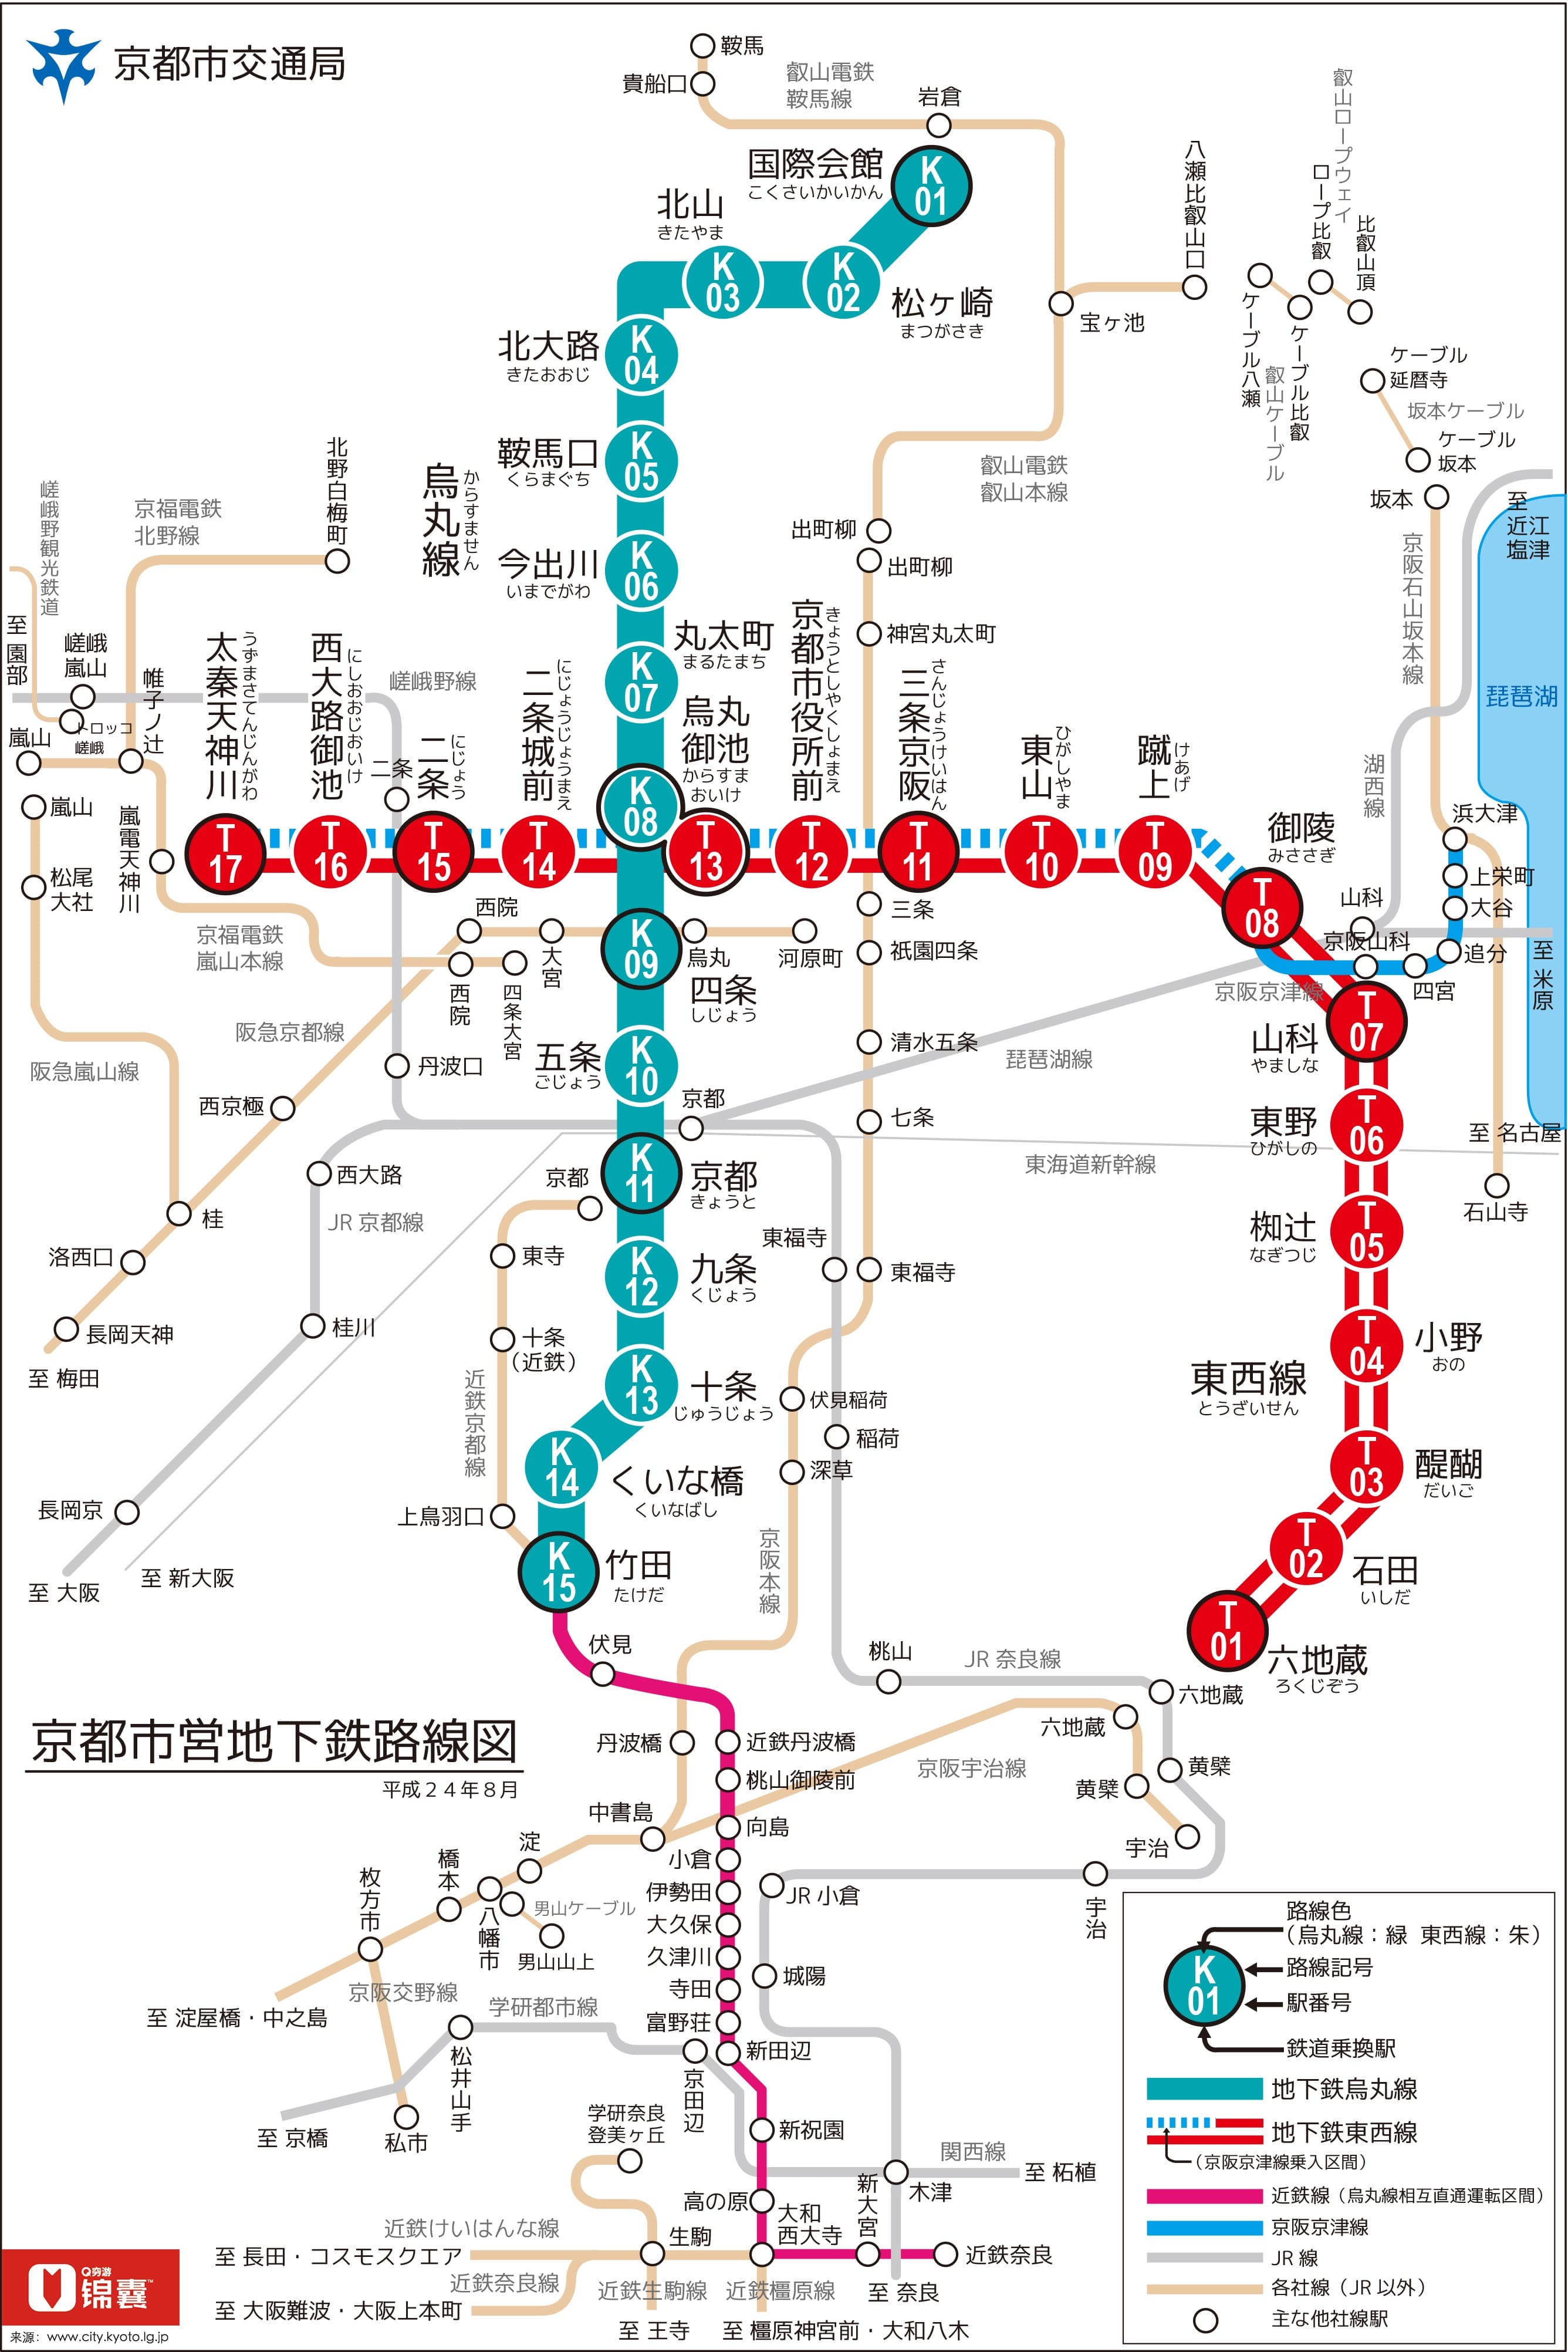 京都市交通局
鞍馬
貴船口
叡山電鉄
鞍馬線
岩倉
国際会館
こくさいかいかん
K
01
北山
きたやま
K
03
K
02
松ヶ崎
まつがさき
八瀬比叡山口
宝ヶ池
叡山ロープウェイ
ロープ比叡
比叡山頂
ケーブル八瀬
叡山ケーブル
ケーブル比叡
ケーブル
延暦寺
坂本ケーブル
ケーブル
坂本
坂本
京阪石山坂本線
至
近江
塩津
琵琶湖
湖西線
北大路
きたおおじ
K
04
鞍馬口
くらまぐち
K
05
烏丸線
からすません
今出川
いまでがわ
K
06
叡山電鉄
叡山本線
出町柳
出町柳
神宮丸太町
丸太町
まるたまち
K
07
北野白梅町
京福電鉄
北野線
嵯峨野観光鉄道
至 園部
嵯峨
嵐山
トロッコ
嵯峨
嵐山
帷子ノ辻
嵯峨野線
太秦天神川
うずまさてんじんがわ
T
17
西大路御池
にしおおじおいけ
T
16
二条
二条
にじょう
T
15
二条城前
にじょうじょうまえ
T
14
烏丸
御池
からすま
おいけ
K
08
T
13
京都市役所前
きょうとしやくしょまえ
T
12
三条京阪
さんじょうけいはん
T
11
東山
ひがしやま
T
10
蹴上
けあげ
T
09
御陵
みささぎ
T
08
浜大津
上栄町
大谷
追分
四宮
山科
京阪山科
京阪京津線
至 米原
山科
やましな
T
07
嵐山
松尾
大社
嵐電天神川
京福電鉄
嵐山本線
西院
大宮
西院
四条大宮
烏丸
河原町
K
09
四条
しじょう
三条
祇園四条
清水五条
七条
阪急京都線
阪急嵐山線
丹波口
五条
ごじょう
K
10
琵琶湖線
京都
西京極
西大路
JR 京都線
桂
洛西口
長岡天神
至 梅田
桂川
長岡京
至 大阪
至 新大阪
京都
K
11
京都
きょうと
東海道新幹線
至 名古屋
石山寺
東野
ひがしの
T
06
椥辻
なぎつじ
T
05
東寺
十条
(近鉄)
近鉄京都線
上鳥羽口
K
12
九条
くじょう
K
13
十条
じゅうじょう
K
14
くいな橋
くいなばし
K
15
竹田
たけだ
東福寺
東福寺
伏見稲荷
稲荷
深草
京阪本線
T
04
小野
おの
東西線
とうざいせん
T
03
醍醐
だいご
T
02
石田
いしだ
T
01
六地蔵
ろくじぞう
伏見
桃山
JR 奈良線
六地蔵
六地蔵
黄檗
黄檗
京阪宇治線
宇治
宇治
京都市営地下鉄路線図
平成24年8月
丹波橋
近鉄丹波橋
桃山御陵前
中書島
向島
小倉
伊勢田
大久保
久津川
寺田
富野荘
新田辺
JR 小倉
城陽
淀
橋本
枚方市
八幡市
男山ケーブル
男山山上
京阪交野線
至 淀屋橋・中之島
学研都市線
松井山手
至 京橋
私市
京田辺
新祝園
学研奈良
登美ヶ丘
高の原
大和
西大寺
新大宮
木津
関西線
至 柘植
近鉄けいはんな線
生駒
至 長田・コスモスクエア
近鉄奈良線
至 大阪難波・大阪上本町
近鉄生駒線
近鉄橿原線
近鉄奈良
至 奈良
至 王寺
至 橿原神宮前・大和八木
路線色
(烏丸線：緑 東西線：朱)
K
01
路線記号
駅番号
鉄道乗換駅
地下鉄烏丸線
地下鉄東西線
(京阪京津線乗入区間)
近鉄線(烏丸線相互直通運転区間)
京阪京津線
JR 線
各社線(JR 以外)
主な他社線駅
Q穷游
锦囊™
来源：www.city.kyoto.lg.jp